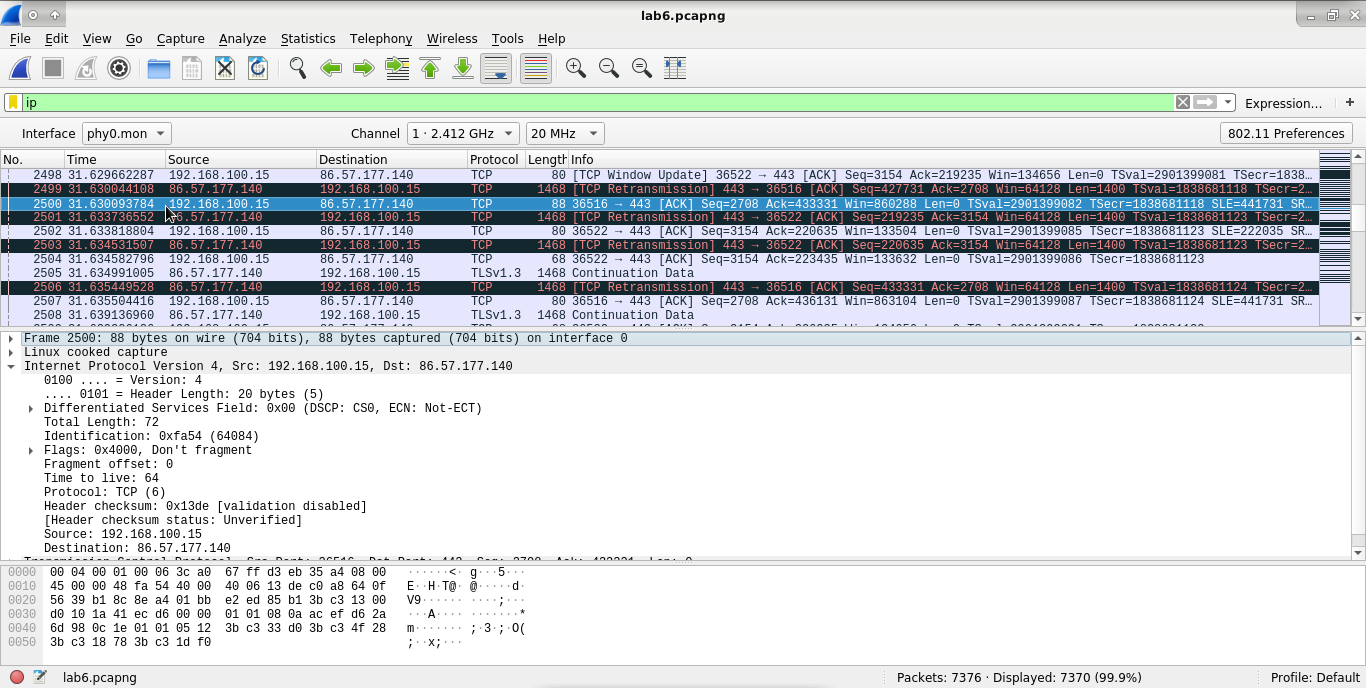 lab6.pcapng
File Edit View Go Capture Analyze Statistics Telephony Wireless Tools Help
ip Expression… +
Interface phy0.mon Channel 1 · 2.412 GHz 20 MHz 802.11 Preferences
No. Time Source Destination Protocol Length Info
2498 31.629662287 192.168.100.15 86.57.177.140 TCP 80 [TCP Window Update] 36522 → 443 [ACK] Seq=3154 Ack=219235 Win=134656 Len=0 TSval=2901399081 TSecr=1838…
2499 31.630044108 86.57.177.140 192.168.100.15 TCP 1468 [TCP Retransmission] 443 → 36516 [ACK] Seq=427731 Ack=2708 Win=64128 Len=1400 TSval=1838681118 TSecr=2…
2500 31.630093784 192.168.100.15 86.57.177.140 TCP 88 36516 → 443 [ACK] Seq=2708 Ack=433331 Win=860288 Len=0 TSval=2901399082 TSecr=1838681118 SLE=441731 SR…
2501 31.633736552 86.57.177.140 192.168.100.15 TCP 1468 [TCP Retransmission] 443 → 36522 [ACK] Seq=219235 Ack=3154 Win=64128 Len=1400 TSval=1838681123 TSecr=2…
2502 31.633818804 192.168.100.15 86.57.177.140 TCP 80 36522 → 443 [ACK] Seq=3154 Ack=220635 Win=133504 Len=0 TSval=2901399085 TSecr=1838681123 SLE=222035 SR…
2503 31.634531507 86.57.177.140 192.168.100.15 TCP 1468 [TCP Retransmission] 443 → 36522 [ACK] Seq=220635 Ack=3154 Win=64128 Len=1400 TSval=1838681123 TSecr=2…
2504 31.634582796 192.168.100.15 86.57.177.140 TCP 68 36522 → 443 [ACK] Seq=3154 Ack=223435 Win=133632 Len=0 TSval=2901399086 TSecr=1838681123
2505 31.634991005 86.57.177.140 192.168.100.15 TLSv1.3 1468 Continuation Data
2506 31.635449528 86.57.177.140 192.168.100.15 TCP 1468 [TCP Retransmission] 443 → 36516 [ACK] Seq=433331 Ack=2708 Win=64128 Len=1400 TSval=1838681124 TSecr=2…
2507 31.635504416 192.168.100.15 86.57.177.140 TCP 80 36516 → 443 [ACK] Seq=2708 Ack=436131 Win=863104 Len=0 TSval=2901399087 TSecr=1838681124 SLE=441731 SR…
2508 31.639136960 86.57.177.140 192.168.100.15 TLSv1.3 1468 Continuation Data
Frame 2500: 88 bytes on wire (704 bits), 88 bytes captured (704 bits) on interface 0
Linux cooked capture
Internet Protocol Version 4, Src: 192.168.100.15, Dst: 86.57.177.140
0100 .... = Version: 4
.... 0101 = Header Length: 20 bytes (5)
Differentiated Services Field: 0x00 (DSCP: CS0, ECN: Not-ECT)
Total Length: 72
Identification: 0xfa54 (64084)
Flags: 0x4000, Don't fragment
Fragment offset: 0
Time to live: 64
Protocol: TCP (6)
Header checksum: 0x13de [validation disabled]
[Header checksum status: Unverified]
Source: 192.168.100.15
Destination: 86.57.177.140
0000 00 04 00 01 00 06 3c a0 67 ff d3 eb 35 a4 08 00 ······<· g···5···
0010 45 00 00 48 fa 54 40 00 40 06 13 de c0 a8 64 0f E··H·T@· @·····d·
0020 56 39 b1 8c 8e a4 01 bb e2 ed 85 b1 3b c3 13 00 V9······ ····;···
0030 d0 10 1a 41 ec d6 00 00 01 01 08 0a ac ef d6 2a ···A···· ·······*
0040 6d 98 0c 1e 01 01 05 12 3b c3 33 d0 3b c3 4f 28 m······· ;·3·;·O(
0050 3b c3 18 78 3b c3 1d f0 ;··x;···
lab6.pcapng Packets: 7376 · Displayed: 7370 (99.9%) Profile: Default